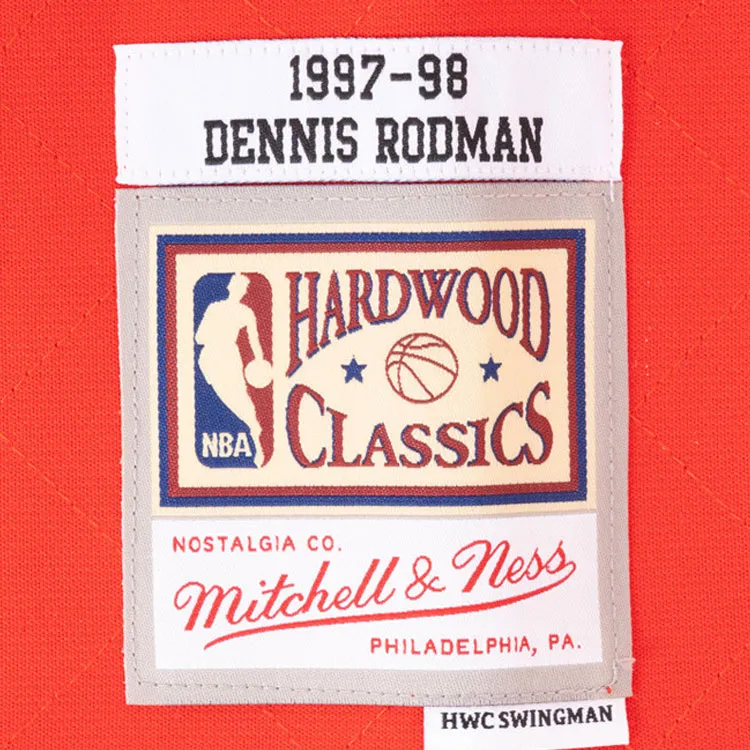 1997-98
DENNIS RODMAN
HARDWOOD
NBA
CLASSICS
NOSTALGIA CO.
Mitchell & Ness
PHILADELPHIA, PA.
HWC SWINGMAN